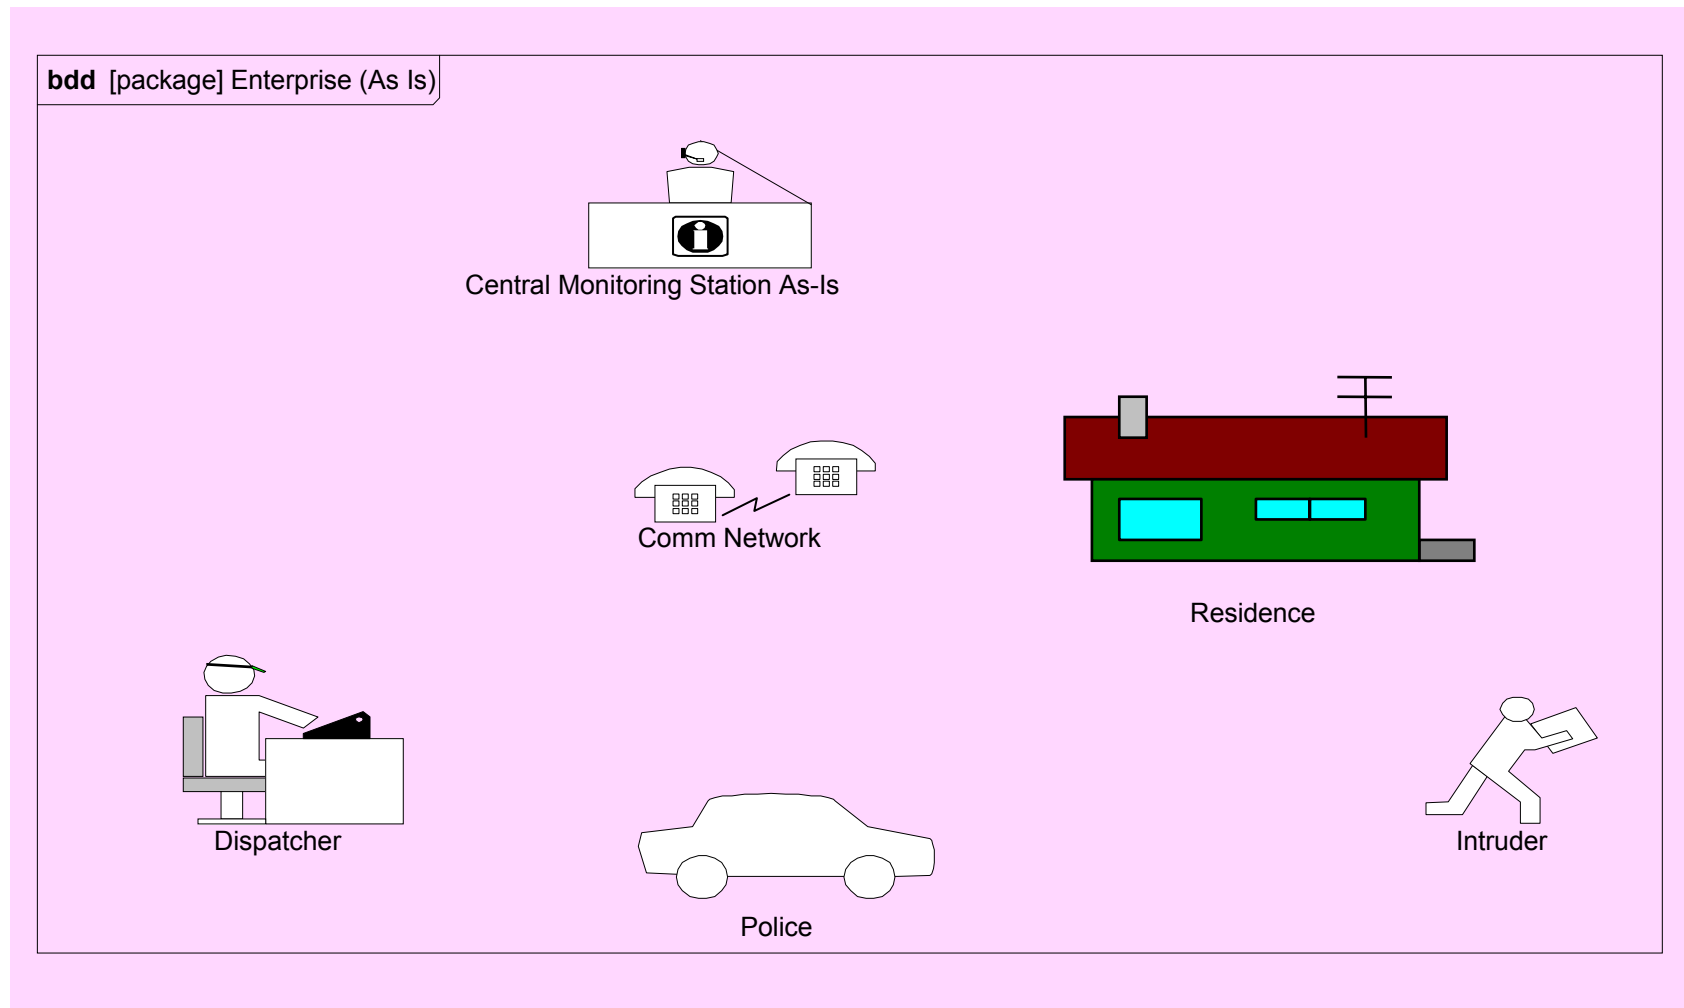 bdd [package] Enterprise (As Is)
Central Monitoring Station As-Is
Comm Network
Residence
Dispatcher
Intruder
Police